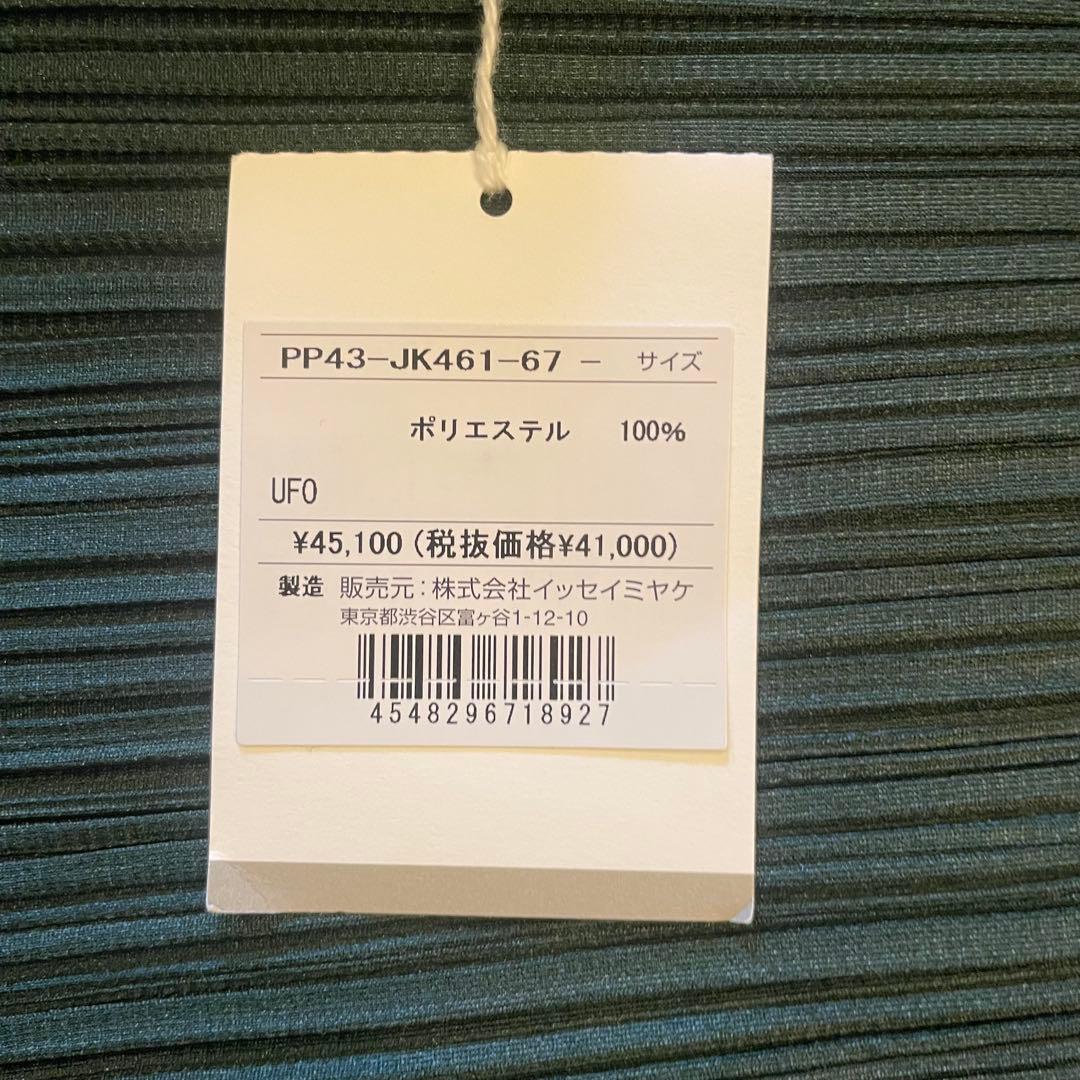 PP43-JK461-67 - サイズ
ポリエステル 100%
UFO
¥45,100 (税抜価格¥41,000)
製造 販売元:株式会社イッセイミヤケ
東京都渋谷区富ヶ谷1-12-10
4548296718927